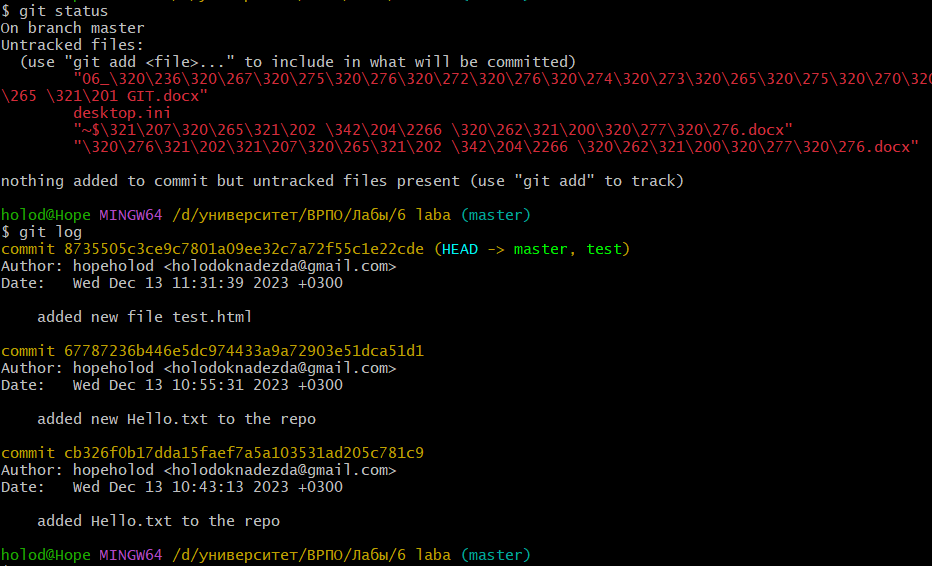 $ git status
On branch master
Untracked files:
  (use "git add <file>..." to include in what will be committed)
        "06_\320\236\320\267\320\275\320\276\320\272\320\276\320\274\320\273\320\265\320\275\320\270\320
\265 \321\201 GIT.docx"
        desktop.ini
        "~$\321\207\320\265\321\202 \342\204\2266 \320\262\321\200\320\277\320\276.docx"
        "\320\276\321\202\321\207\320\265\321\202 \342\204\2266 \320\262\321\200\320\277\320\276.docx"

nothing added to commit but untracked files present (use "git add" to track)

holod@Hope MINGW64 /d/университет/ВРПО/Лабы/6 laba (master)
$ git log
commit 8735505c3ce9c7801a09ee32c7a72f55c1e22cde (HEAD -> master, test)
Author: hopeholod <holodoknadezda@gmail.com>
Date:   Wed Dec 13 11:31:39 2023 +0300

    added new file test.html

commit 67787236b446e5dc974433a9a72903e51dca51d1
Author: hopeholod <holodoknadezda@gmail.com>
Date:   Wed Dec 13 10:55:31 2023 +0300

    added new Hello.txt to the repo

commit cb326f0b17dda15faef7a5a103531ad205c781c9
Author: hopeholod <holodoknadezda@gmail.com>
Date:   Wed Dec 13 10:43:13 2023 +0300

    added Hello.txt to the repo

holod@Hope MINGW64 /d/университет/ВРПО/Лабы/6 laba (master)